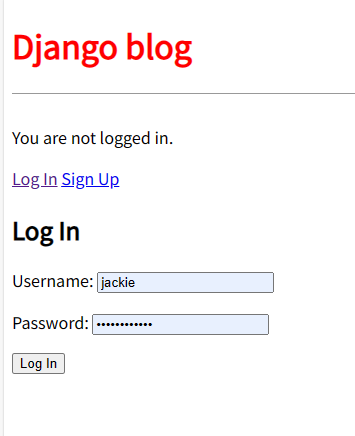 Django blog
You are not logged in.
Log In Sign Up
Log In
Username: jackie
Password: ••••••••••••
Log In